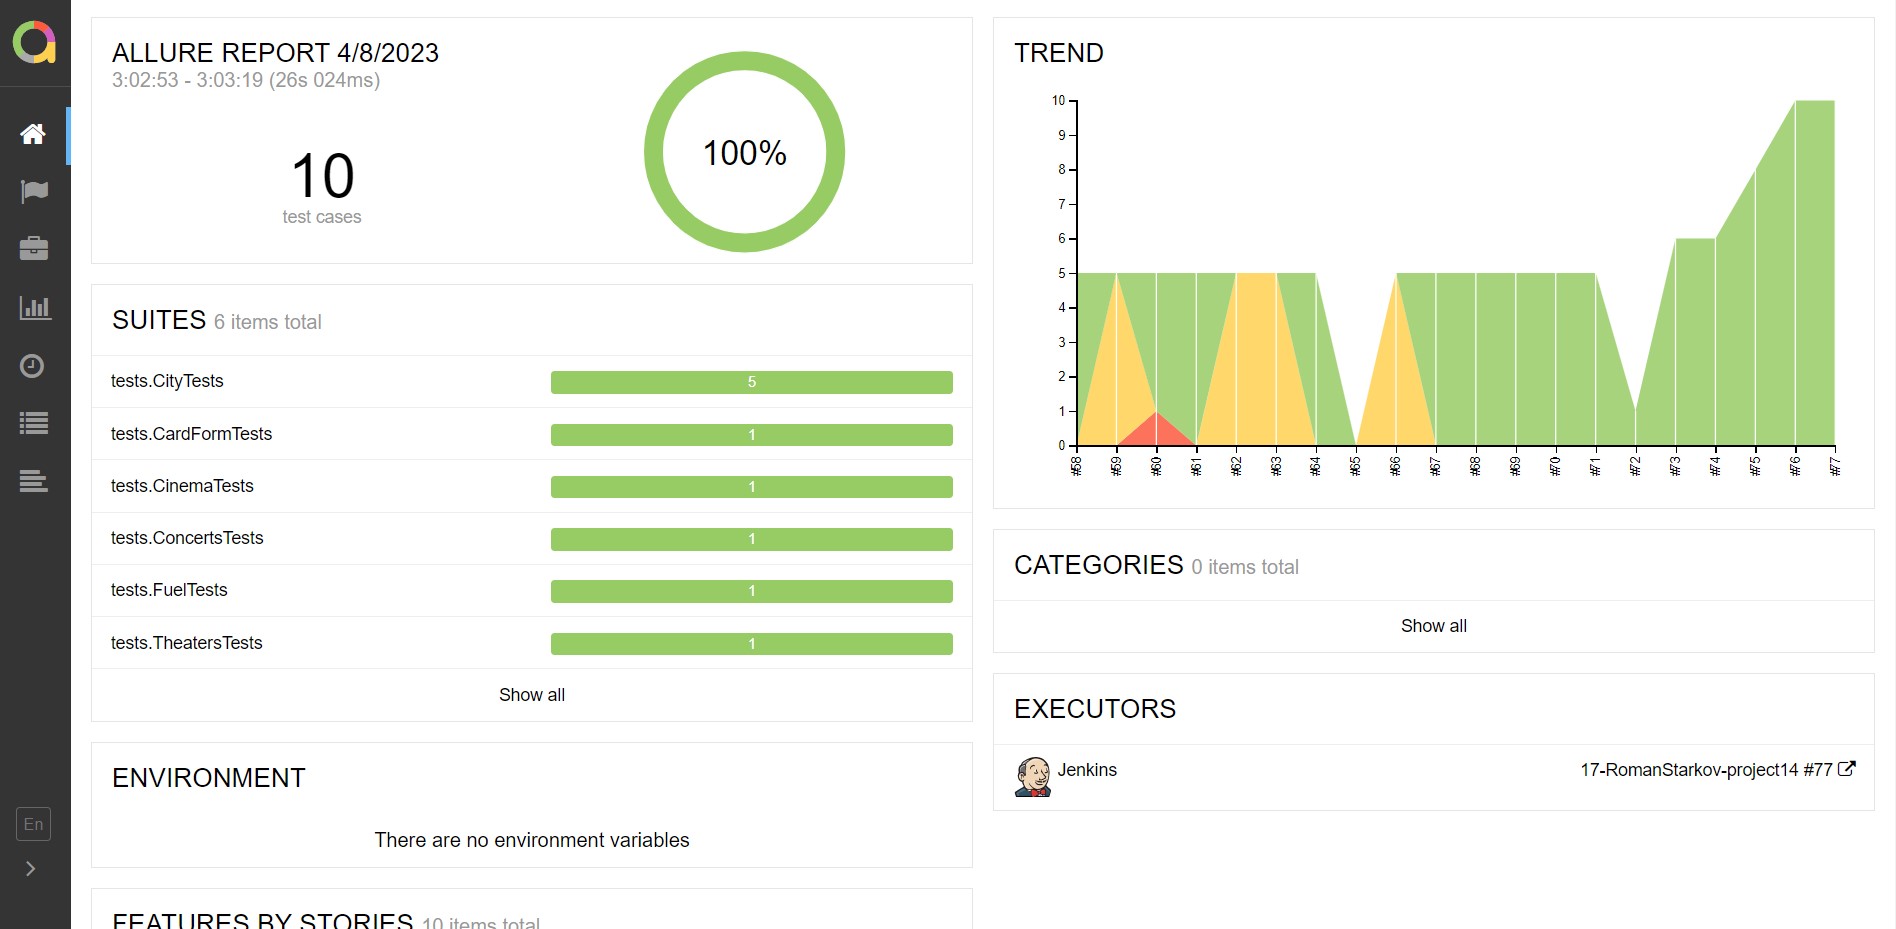 ALLURE REPORT 4/8/2023
3:02:53 - 3:03:19 (26s 024ms)
10
test cases
100%
SUITES 6 items total
tests.CityTests 5
tests.CardFormTests 1
tests.CinemaTests 1
tests.ConcertsTests 1
tests.FuelTests 1
tests.TheatersTests 1
Show all
ENVIRONMENT
There are no environment variables
FEATURES BY STORIES 10 items total
En
TREND
10
9
8
7
6
5
4
3
2
1
0
#58 #59 #60 #61 #62 #63 #64 #65 #66 #67 #68 #69 #70 #71 #72 #73 #74 #75 #76 #77
CATEGORIES 0 items total
Show all
EXECUTORS
Jenkins 17-RomanStarkov-project14 #77